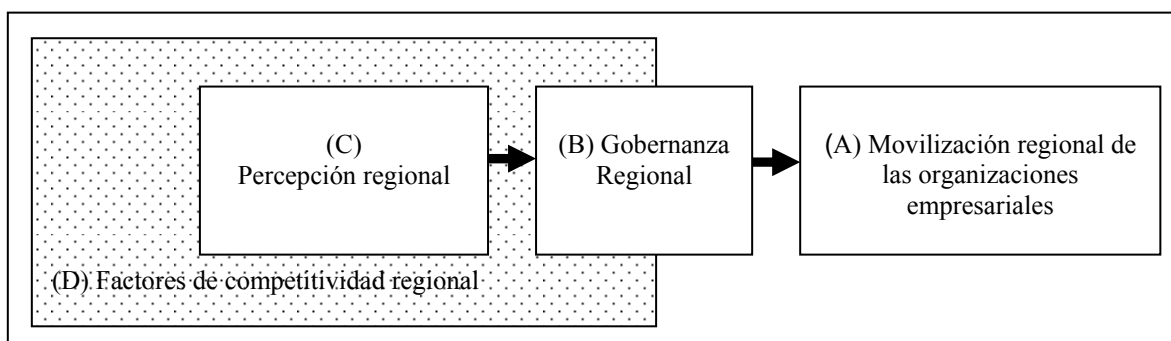 (C)
Percepción regional
(B) Gobernanza
Regional
(A) Movilización regional de
las organizaciones
empresariales
(D) Factores de competitividad regional